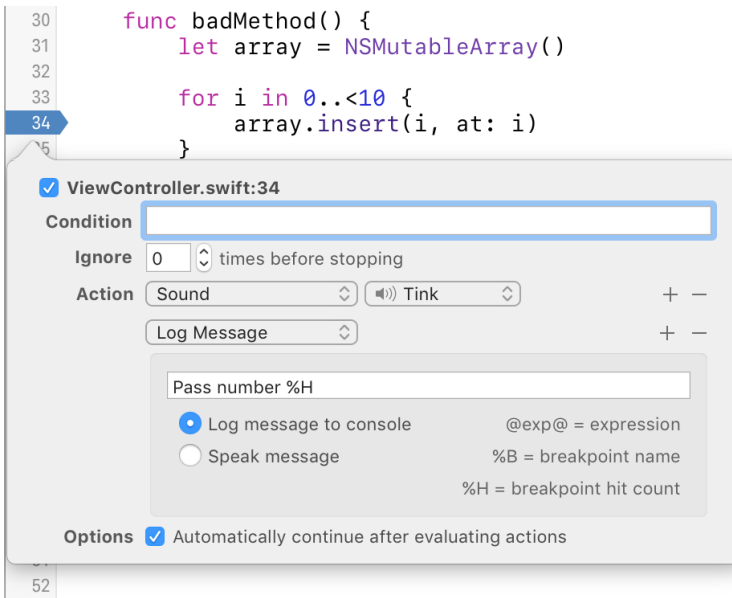 30 func badMethod() {
31 let array = NSMutableArray()
32
33 for i in 0..<10 {
34 array.insert(i, at: i)
35 }
ViewController.swift:34
Condition
Ignore 0 times before stopping
Action Sound Tink + −
Log Message + −
Pass number %H
Log message to console @exp@ = expression
Speak message %B = breakpoint name
%H = breakpoint hit count
Options Automatically continue after evaluating actions
52